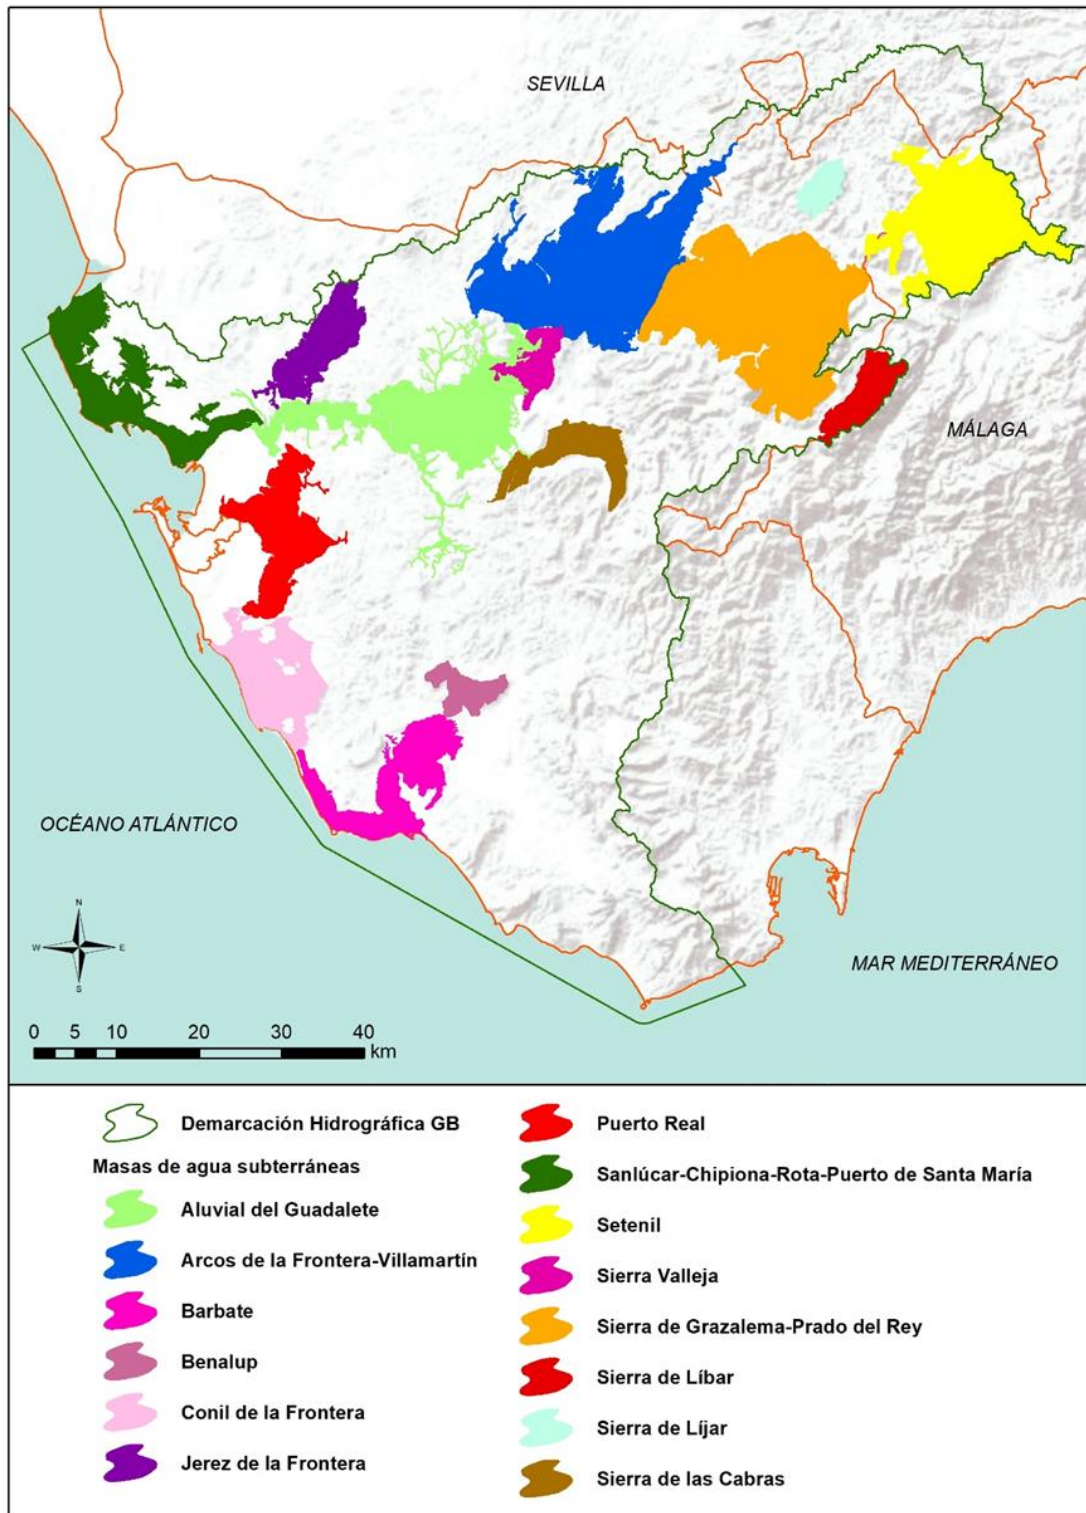 SEVILLA
MÁLAGA
OCÉANO ATLÁNTICO
N
W
E
S
MAR MEDITERRÁNEO
0 5 10 20 30 40
km
Demarcación Hidrográfica GB
Masas de agua subterráneas
Aluvial del Guadalete
Arcos de la Frontera-Villamartín
Barbate
Benalup
Conil de la Frontera
Jerez de la Frontera
Puerto Real
Sanlúcar-Chipiona-Rota-Puerto de Santa María
Setenil
Sierra Valleja
Sierra de Grazalema-Prado del Rey
Sierra de Líbar
Sierra de Líjar
Sierra de las Cabras